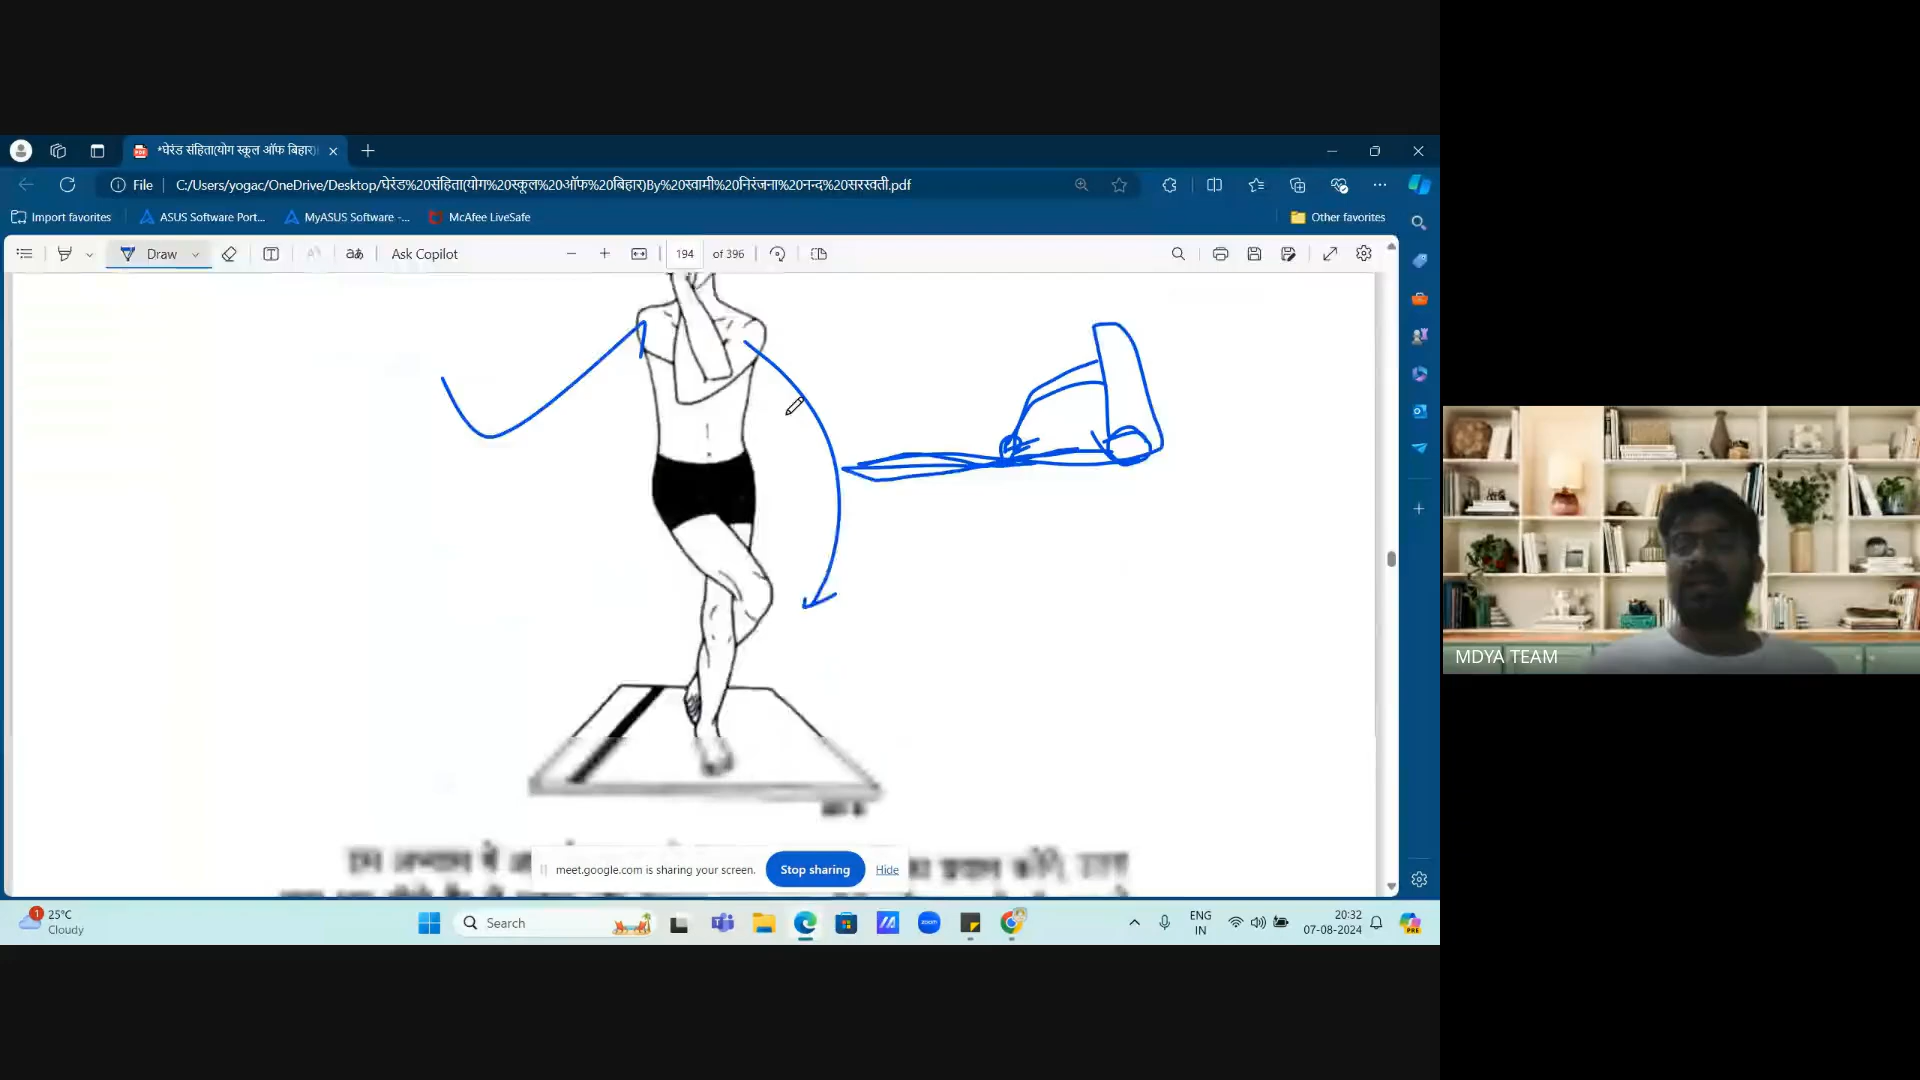 *घेरंड संहिता(योग स्कूल ऑफ बिहार)
File
C:/Users/yogac/OneDrive/Desktop/घेरंड%20संहिता(योग%20स्कूल%20ऑफ%20बिहार)By%20स्वामी%20निरंजना%20नन्द%20सरस्वती.pdf
Import favorites
ASUS Software Port...
MyASUS Software -...
McAfee LiveSafe
Other favorites
Draw
Ask Copilot
194 of 396
MDYA TEAM
meet.google.com is sharing your screen.
Stop sharing
Hide
1
25°C
Cloudy
Search
zoom
ENG
IN
20:32
07-08-2024
PRE